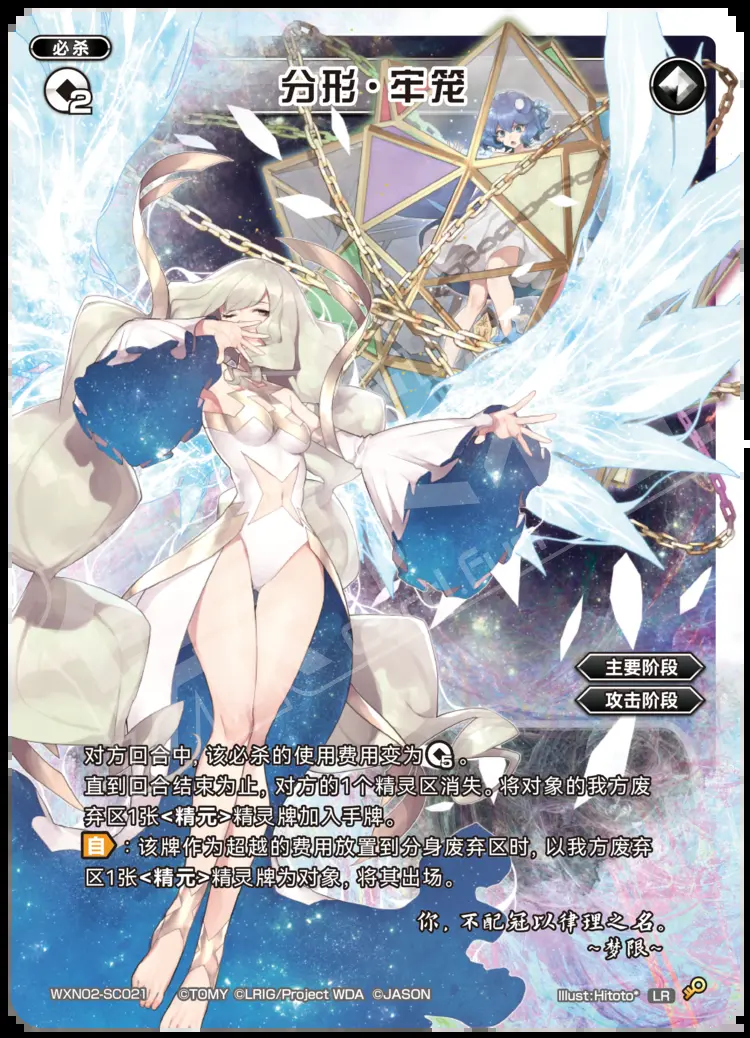 必杀
2
分形·牢笼
主要阶段
攻击阶段
对方回合中，该必杀的使用费用变为5。
直到回合结束为止，对方的1个精灵区消失。将对象的我方废
弃区1张<精元>精灵牌加入手牌。
自：该牌作为超越的费用放置到分身废弃区时，以我方废弃
区1张<精元>精灵牌为对象，将其出场。
你，不配冠以律理之名。
~梦限~
WXN02-SC021 ©TOMY ©LRIG/Project WDA ©JASON Illust:Hitoto* LR